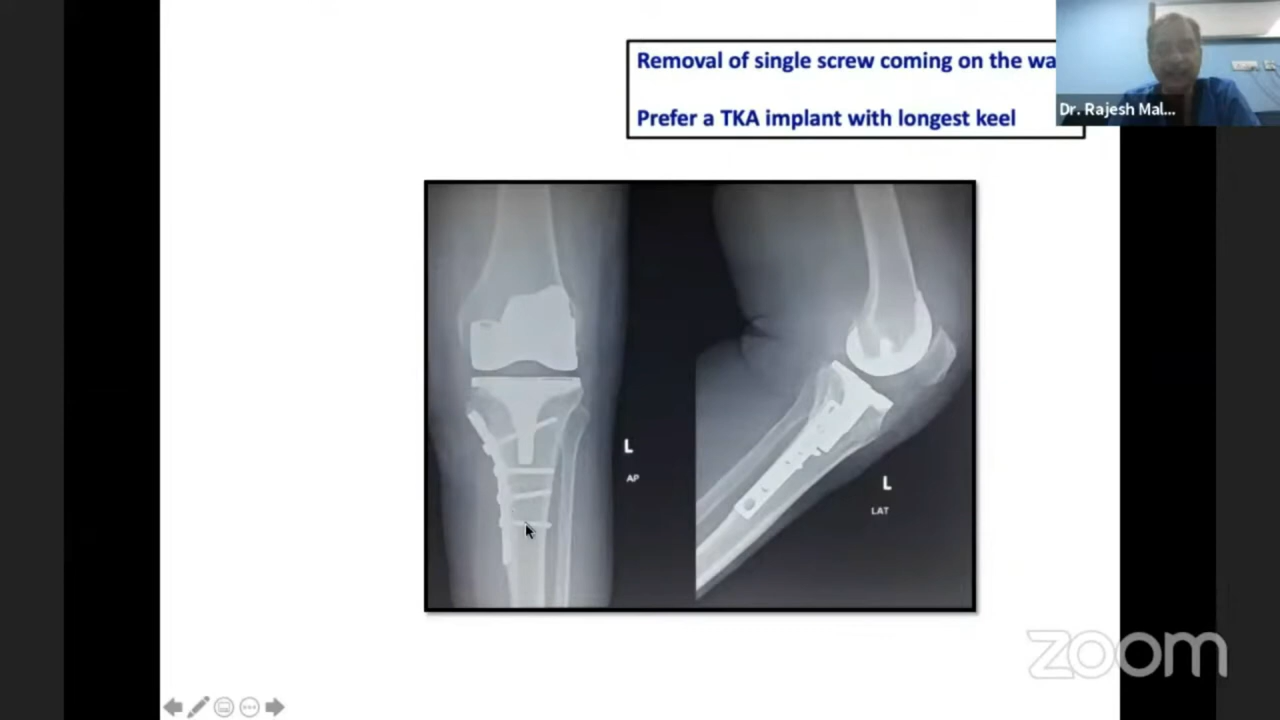 Removal of single screw coming on the wa
Prefer a TKA implant with longest keel
Dr. Rajesh Mal...
L
AP
L
LAT
zoom